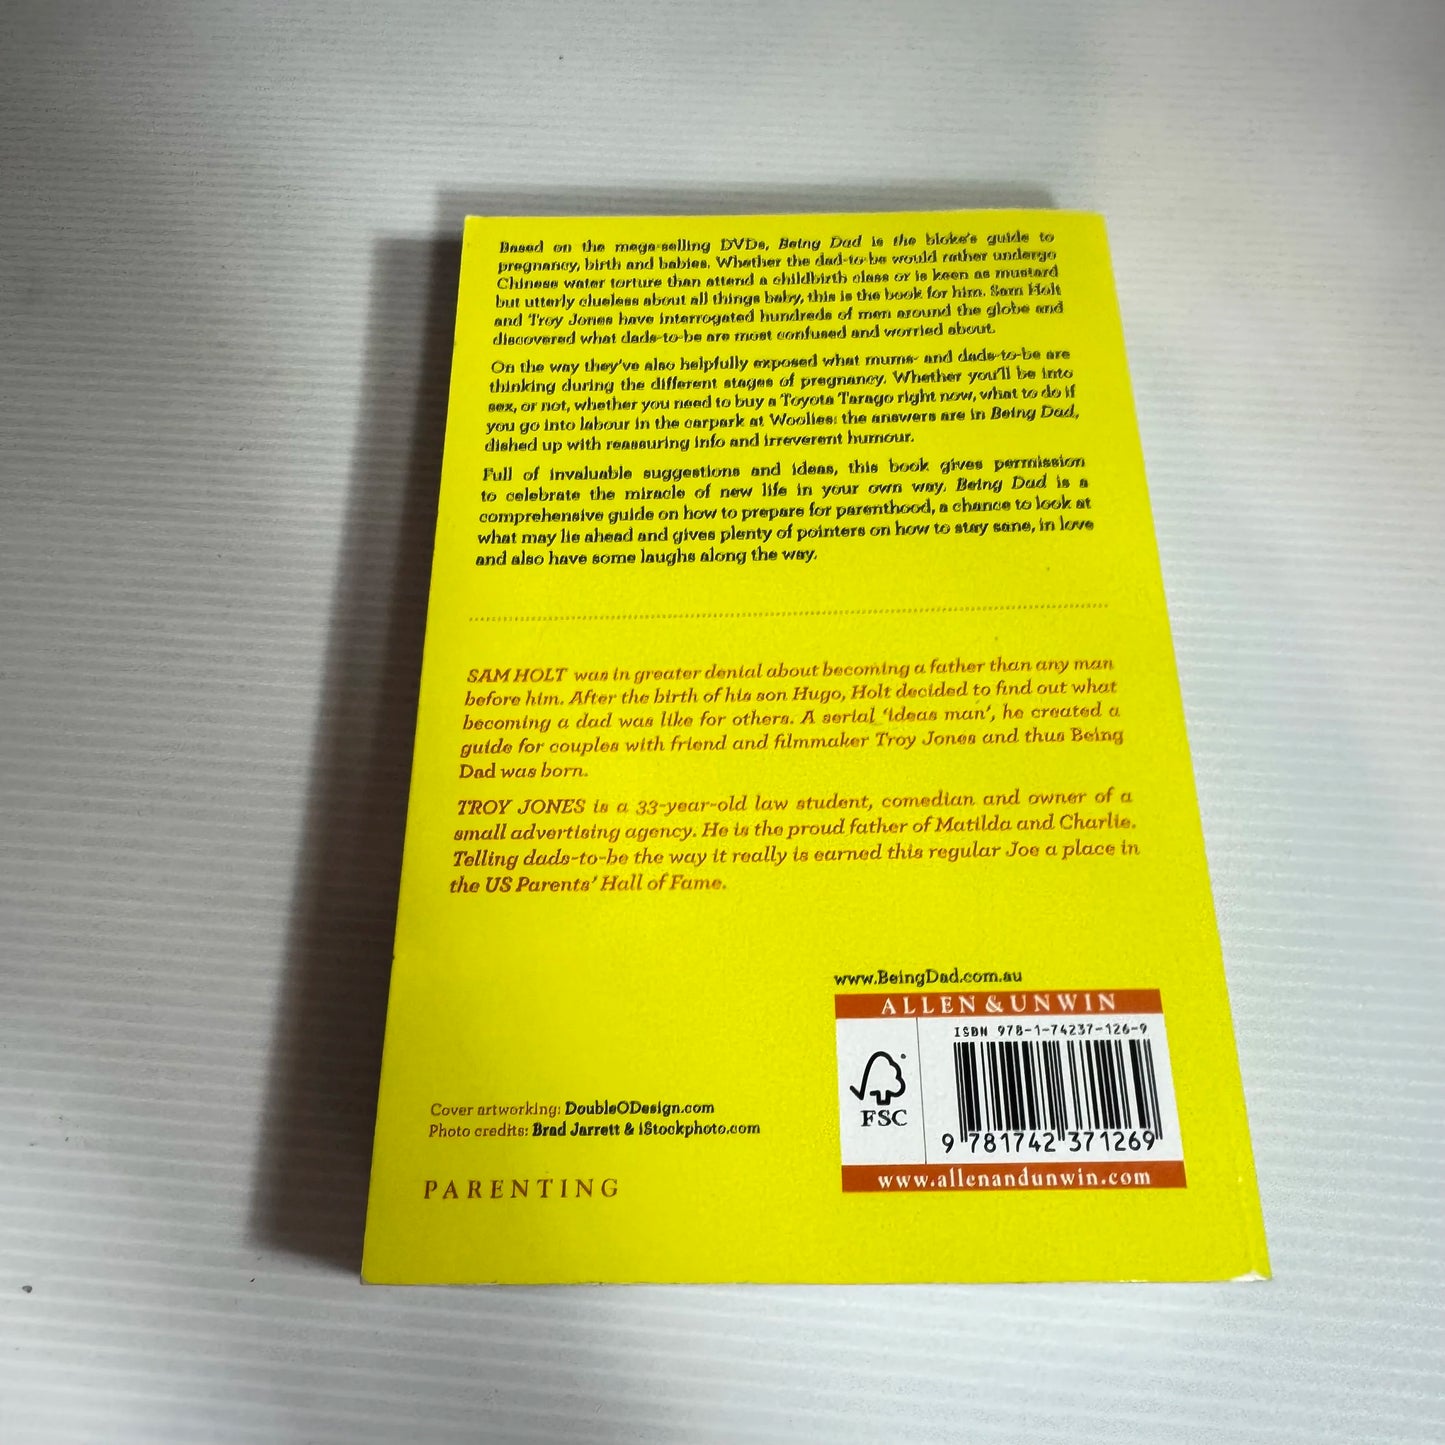 Based on the mega-selling DVDs, Being Dad is the bloke's guide to
pregnancy, birth and babies. Whether the dad-to-be would rather undergo
Chinese water torture than attend a childbirth class or is keen as mustard
but utterly clueless about all things baby, this is the book for him. Sam Holt
and Troy Jones have interrogated hundreds of men around the globe and
discovered what dads-to-be are most confused and worried about.
On the way they've also helpfully exposed what mums- and dads-to-be are
thinking during the different stages of pregnancy. Whether you'll be into
sex, or not, whether you need to buy a Toyota Tarago right now, what to do if
you go into labour in the carpark at Woolies: the answers are in Being Dad,
dished up with reassuring info and irreverent humour.
Full of invaluable suggestions and ideas, this book gives permission
to celebrate the miracle of new life in your own way. Being Dad is a
comprehensive guide on how to prepare for parenthood, a chance to look at
what may lie ahead and gives plenty of pointers on how to stay sane, in love
and also have some laughs along the way.
SAM HOLT was in greater denial about becoming a father than any man
before him. After the birth of his son Hugo, Holt decided to find out what
becoming a dad was like for others. A serial 'ideas man', he created a
guide for couples with friend and filmmaker Troy Jones and thus Being
Dad was born.
TROY JONES is a 33-year-old law student, comedian and owner of a
small advertising agency. He is the proud father of Matilda and Charlie.
Telling dads-to-be the way it really is earned this regular Joe a place in
the US Parents' Hall of Fame.
www.BeingDad.com.au
ALLEN & UNWIN
ISBN 978-1-74237-126-9
FSC
9 781742 371269
www.allenandunwin.com
Cover artworking: DoubleODesign.com
Photo credits: Brad Jarrett & iStockphoto.com
PARENTING